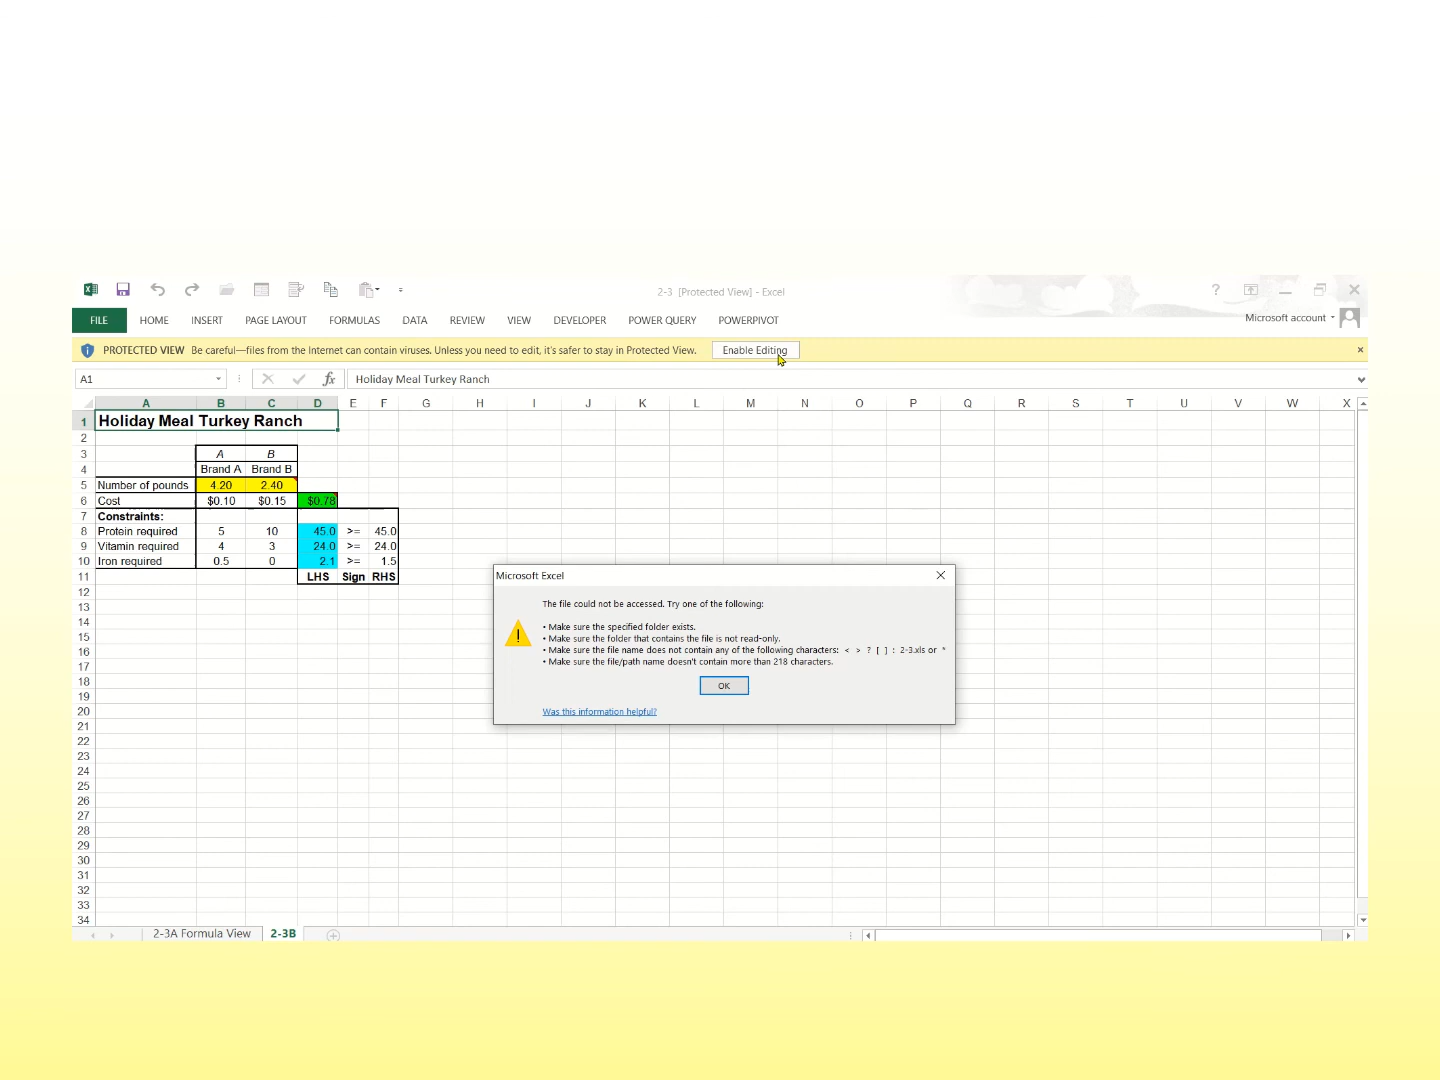 2-3 [Protected View] - Excel
?
FILE HOME INSERT PAGE LAYOUT FORMULAS DATA REVIEW VIEW DEVELOPER POWER QUERY POWERPIVOT Microsoft account
PROTECTED VIEW Be careful—files from the Internet can contain viruses. Unless you need to edit, it's safer to stay in Protected View. Enable Editing
A1 fx Holiday Meal Turkey Ranch
A B C D E F G H I J K L M N O P Q R S T U V W X
1 Holiday Meal Turkey Ranch
2
3 A B
4 Brand A Brand B
5 Number of pounds 4.20 2.40
6 Cost $0.10 $0.15 $0.78
7 Constraints:
8 Protein required 5 10 45.0 >= 45.0
9 Vitamin required 4 3 24.0 >= 24.0
10 Iron required 0.5 0 2.1 >= 1.5
11 LHS Sign RHS
12
13
14
15
16
17
18
19
20
21
22
23
24
25
26
27
28
29
30
31
32
33
34
Microsoft Excel
The file could not be accessed. Try one of the following:
• Make sure the specified folder exists.
• Make sure the folder that contains the file is not read-only.
• Make sure the file name does not contain any of the following characters: < > ? [ ] : 2-3.xls or *
• Make sure the file/path name doesn't contain more than 218 characters.
OK
Was this information helpful?
2-3A Formula View 2-3B